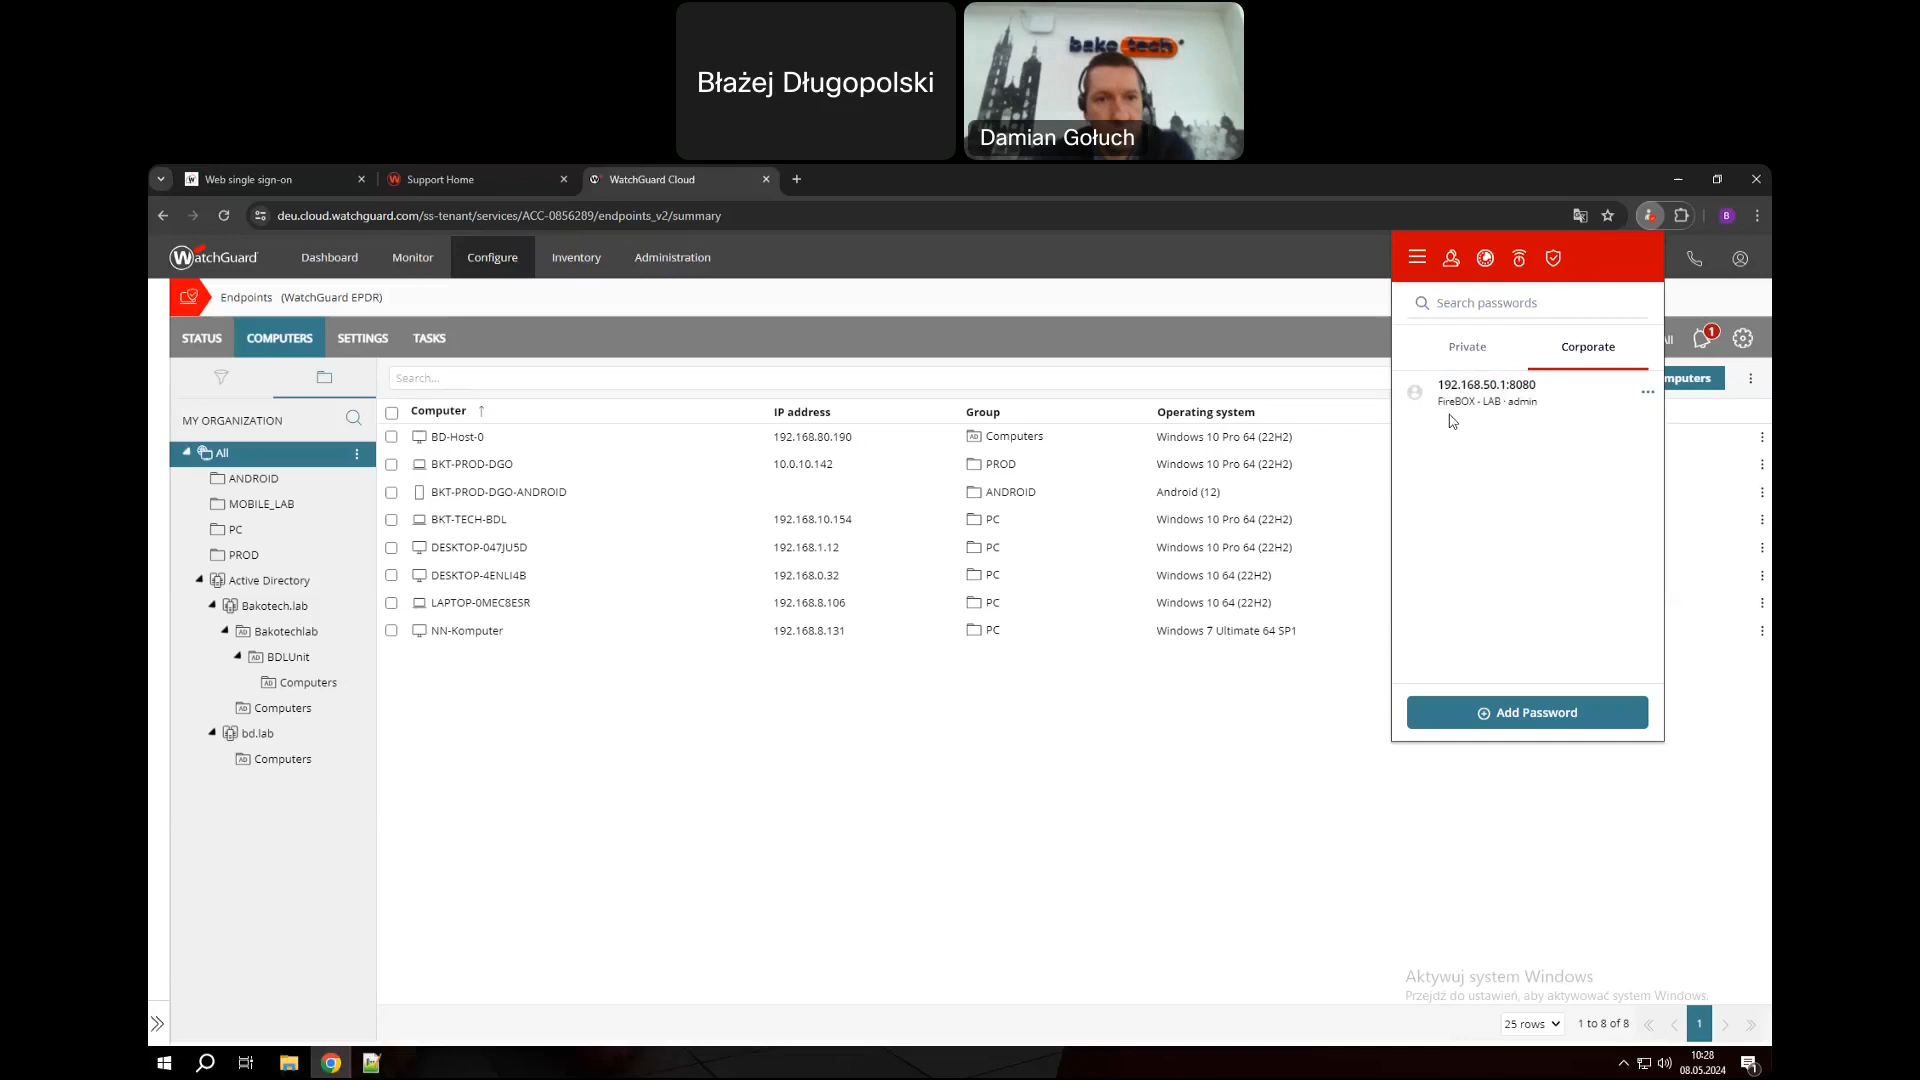 Błażej Długopolski
bakotech
Damian Gołuch
Web single sign-on
Support Home
WatchGuard Cloud
deu.cloud.watchguard.com/ss-tenant/services/ACC-0856289/endpoints_v2/summary
B
WatchGuard
Dashboard
Monitor
Configure
Inventory
Administration
Endpoints (WatchGuard EPDR)
STATUS
COMPUTERS
SETTINGS
TASKS
1
Search passwords
Private
Corporate
192.168.50.1:8080
FireBOX - LAB · admin
Add Password
Search...
mputers
MY ORGANIZATION
All
ANDROID
MOBILE_LAB
PC
PROD
Active Directory
Bakotech.lab
Bakotechlab
BDLUnit
Computers
Computers
bd.lab
Computers
Computer IP address Group Operating system
BD-Host-0 192.168.80.190 Computers Windows 10 Pro 64 (22H2)
BKT-PROD-DGO 10.0.10.142 PROD Windows 10 Pro 64 (22H2)
BKT-PROD-DGO-ANDROID ANDROID Android (12)
BKT-TECH-BDL 192.168.10.154 PC Windows 10 Pro 64 (22H2)
DESKTOP-047JU5D 192.168.1.12 PC Windows 10 Pro 64 (22H2)
DESKTOP-4ENLI4B 192.168.0.32 PC Windows 10 64 (22H2)
LAPTOP-0MEC8ESR 192.168.8.106 PC Windows 10 64 (22H2)
NN-Komputer 192.168.8.131 PC Windows 7 Ultimate 64 SP1
Aktywuj system Windows
Przejdź do ustawień, aby aktywować system Windows.
25 rows 1 to 8 of 8 1
10:28
08.05.2024
1